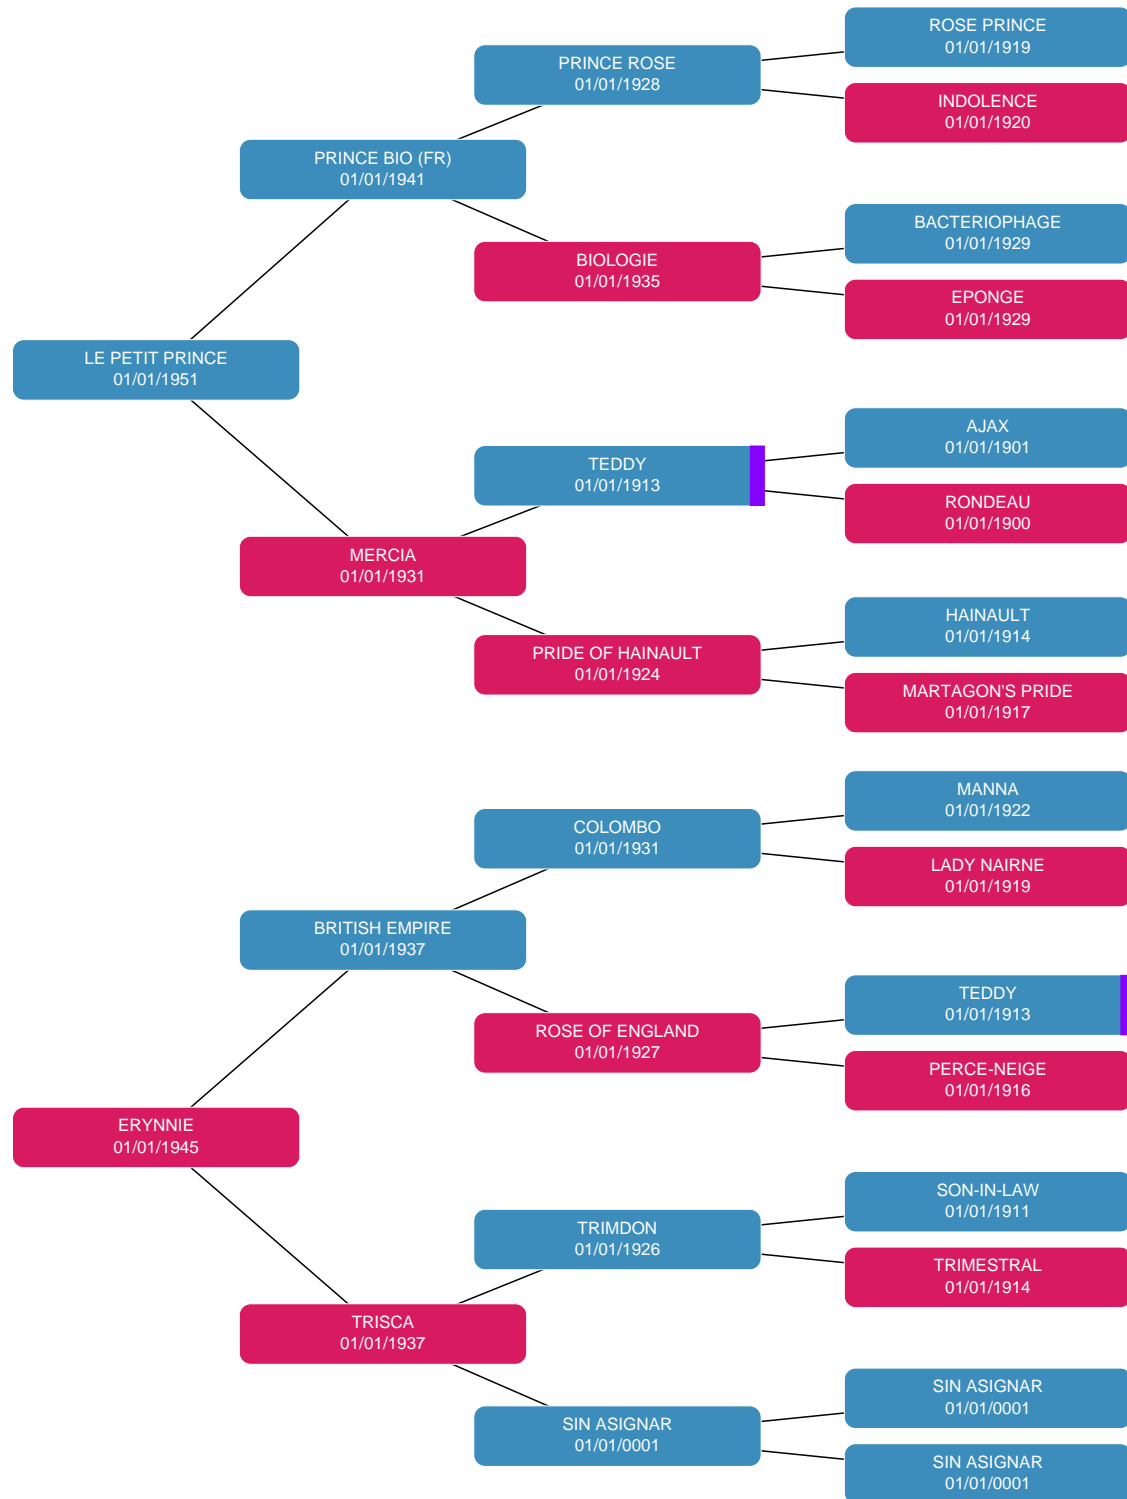 ROSE PRINCE
01/01/1919
PRINCE ROSE
01/01/1928
INDOLENCE
01/01/1920
PRINCE BIO (FR)
01/01/1941
BACTERIOPHAGE
01/01/1929
BIOLOGIE
01/01/1935
EPONGE
01/01/1929
LE PETIT PRINCE
01/01/1951
AJAX
01/01/1901
TEDDY
01/01/1913
RONDEAU
01/01/1900
MERCIA
01/01/1931
HAINAULT
01/01/1914
PRIDE OF HAINAULT
01/01/1924
MARTAGON'S PRIDE
01/01/1917
MANNA
01/01/1922
COLOMBO
01/01/1931
LADY NAIRNE
01/01/1919
BRITISH EMPIRE
01/01/1937
TEDDY
01/01/1913
ROSE OF ENGLAND
01/01/1927
PERCE-NEIGE
01/01/1916
ERYNNIE
01/01/1945
SON-IN-LAW
01/01/1911
TRIMDON
01/01/1926
TRIMESTRAL
01/01/1914
TRISCA
01/01/1937
SIN ASIGNAR
01/01/0001
SIN ASIGNAR
01/01/0001
SIN ASIGNAR
01/01/0001